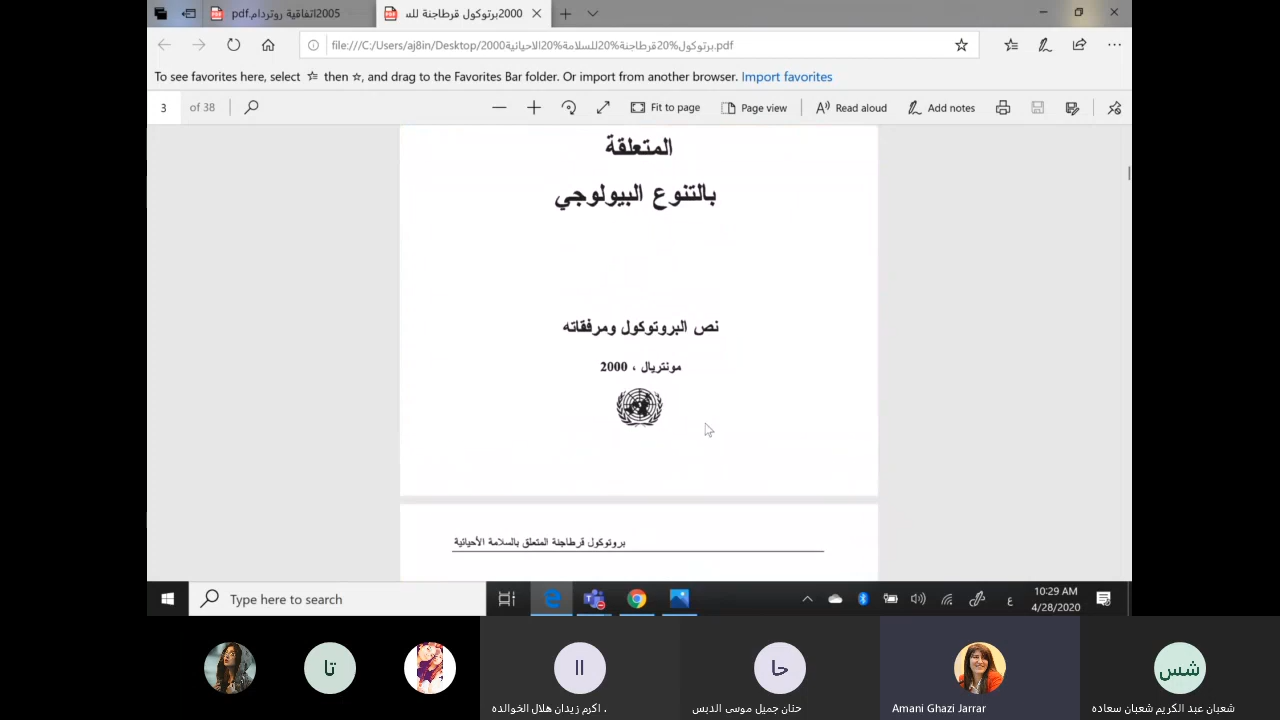 اتفاقية روتردام2005.pdf
2000برتوكول قرطاجنة للس
file:///C:/Users/aj8in/Desktop/2000برتوكول%20قرطاجنة%20للسلامة%20الاحيائية.pdf
To see favorites here, select then, and drag to the Favorites Bar folder. Or import from another browser. Import favorites
3 of 38
Fit to page
Page view
Read aloud
Add notes
المتعلقة
بالتنوع البيولوجي
نص البروتوكول ومرفقاته
مونتريال ، 2000
بروتوكول قرطاجنة المتعلق بالسلامة الأحيائية
Type here to search
ع
10:29 AM
4/28/2020
تا
اا
حا
شس
اكرم زيدان هلال الخوالده .
حنان جميل موسى الدبس
Amani Ghazi Jarrar
شعبان عبد الكريم شعبان سعاده